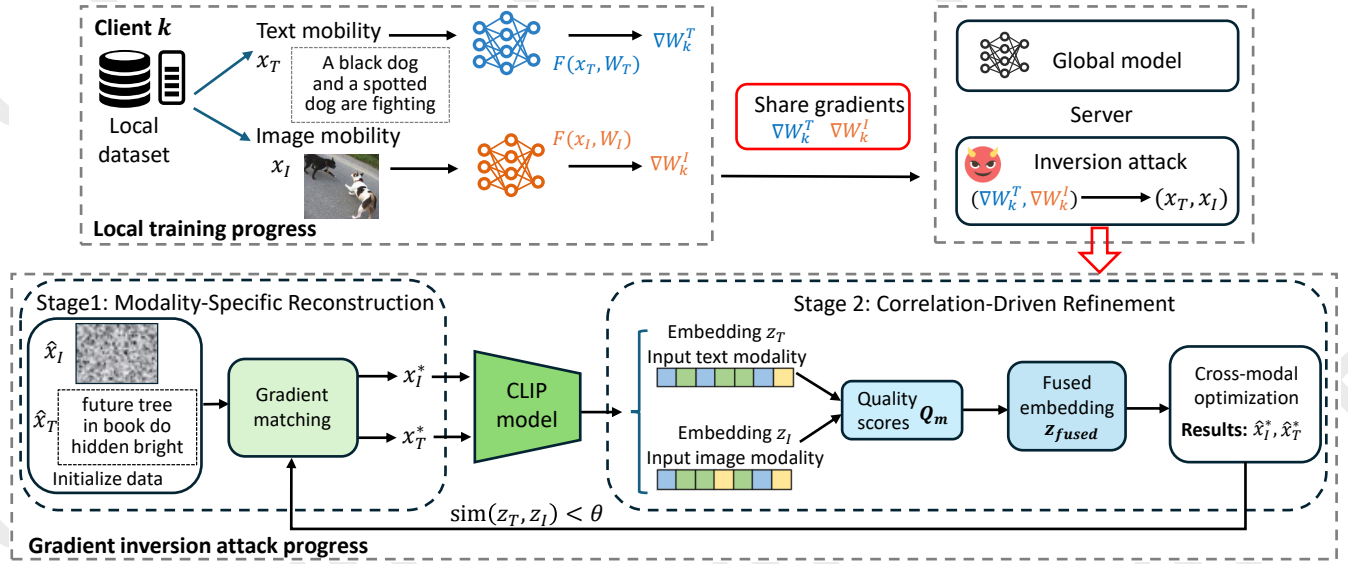 Client k
Local
dataset
Text mobility
x_T
A black dog
and a spotted
dog are fighting
F(x_T, W_T)
∇W_k^T
Image mobility
x_I
F(x_I, W_I)
∇W_k^I
Local training progress
Share gradients
∇W_k^T ∇W_k^I
Global model
Server
Inversion attack
(∇W_k^T, ∇W_k^I) (x_T, x_I)
Stage1: Modality-Specific Reconstruction
x̂_I
x̂_T
future tree
in book do
hidden bright
Initialize data
Gradient
matching
x_I^*
x_T^*
CLIP
model
Stage 2: Correlation-Driven Refinement
Embedding z_T
Input text modality
Embedding z_I
Input image modality
Quality
scores Q_m
Fused
embedding
z_fused
Cross-modal
optimization
Results: x̂_I^*, x̂_T^*
sim(z_T, z_I) < θ
Gradient inversion attack progress